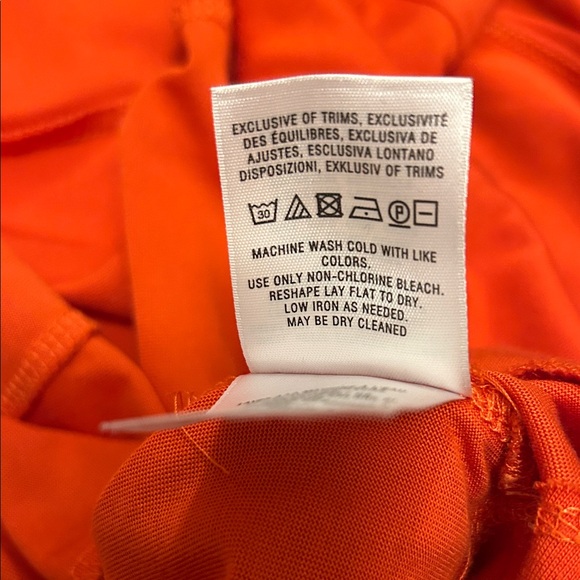 EXCLUSIVE OF TRIMS, EXCLUSIVITÉ
DES ÉQUILIBRES, EXCLUSIVA DE
AJUSTES, ESCLUSIVA LONTANO
DISPOSIZIONI, EXKLUSIV OF TRIMS
30
P
MACHINE WASH COLD WITH LIKE
COLORS.
USE ONLY NON-CHLORINE BLEACH.
RESHAPE LAY FLAT TO DRY.
LOW IRON AS NEEDED.
MAY BE DRY CLEANED